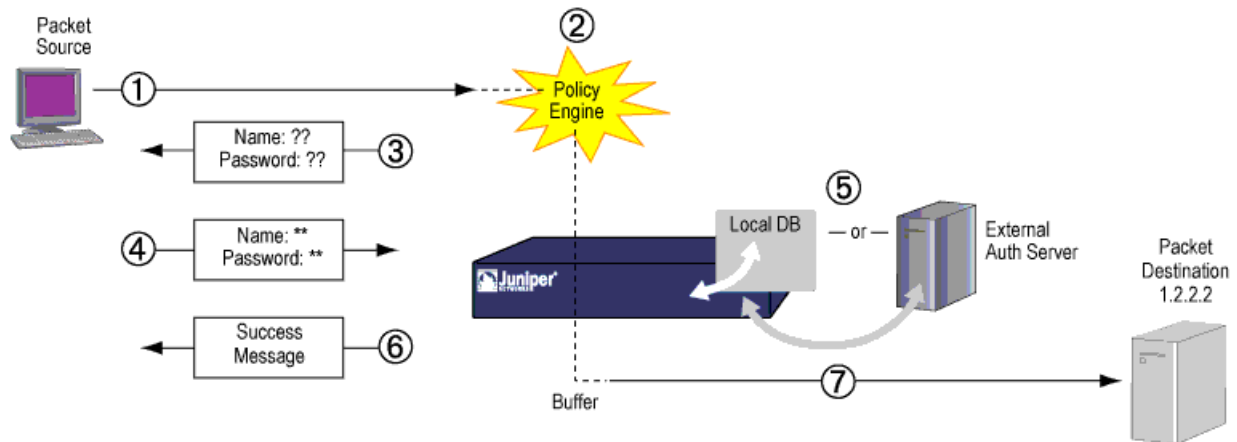 Packet
Source
①
②
Policy
Engine
Name: ??
Password: ??
③
④
Name: **
Password: **
⑤
Local DB
— or —
External
Auth Server
Juniper
NETWORKS
Packet
Destination
1.2.2.2
Success
Message
⑥
⑦
Buffer